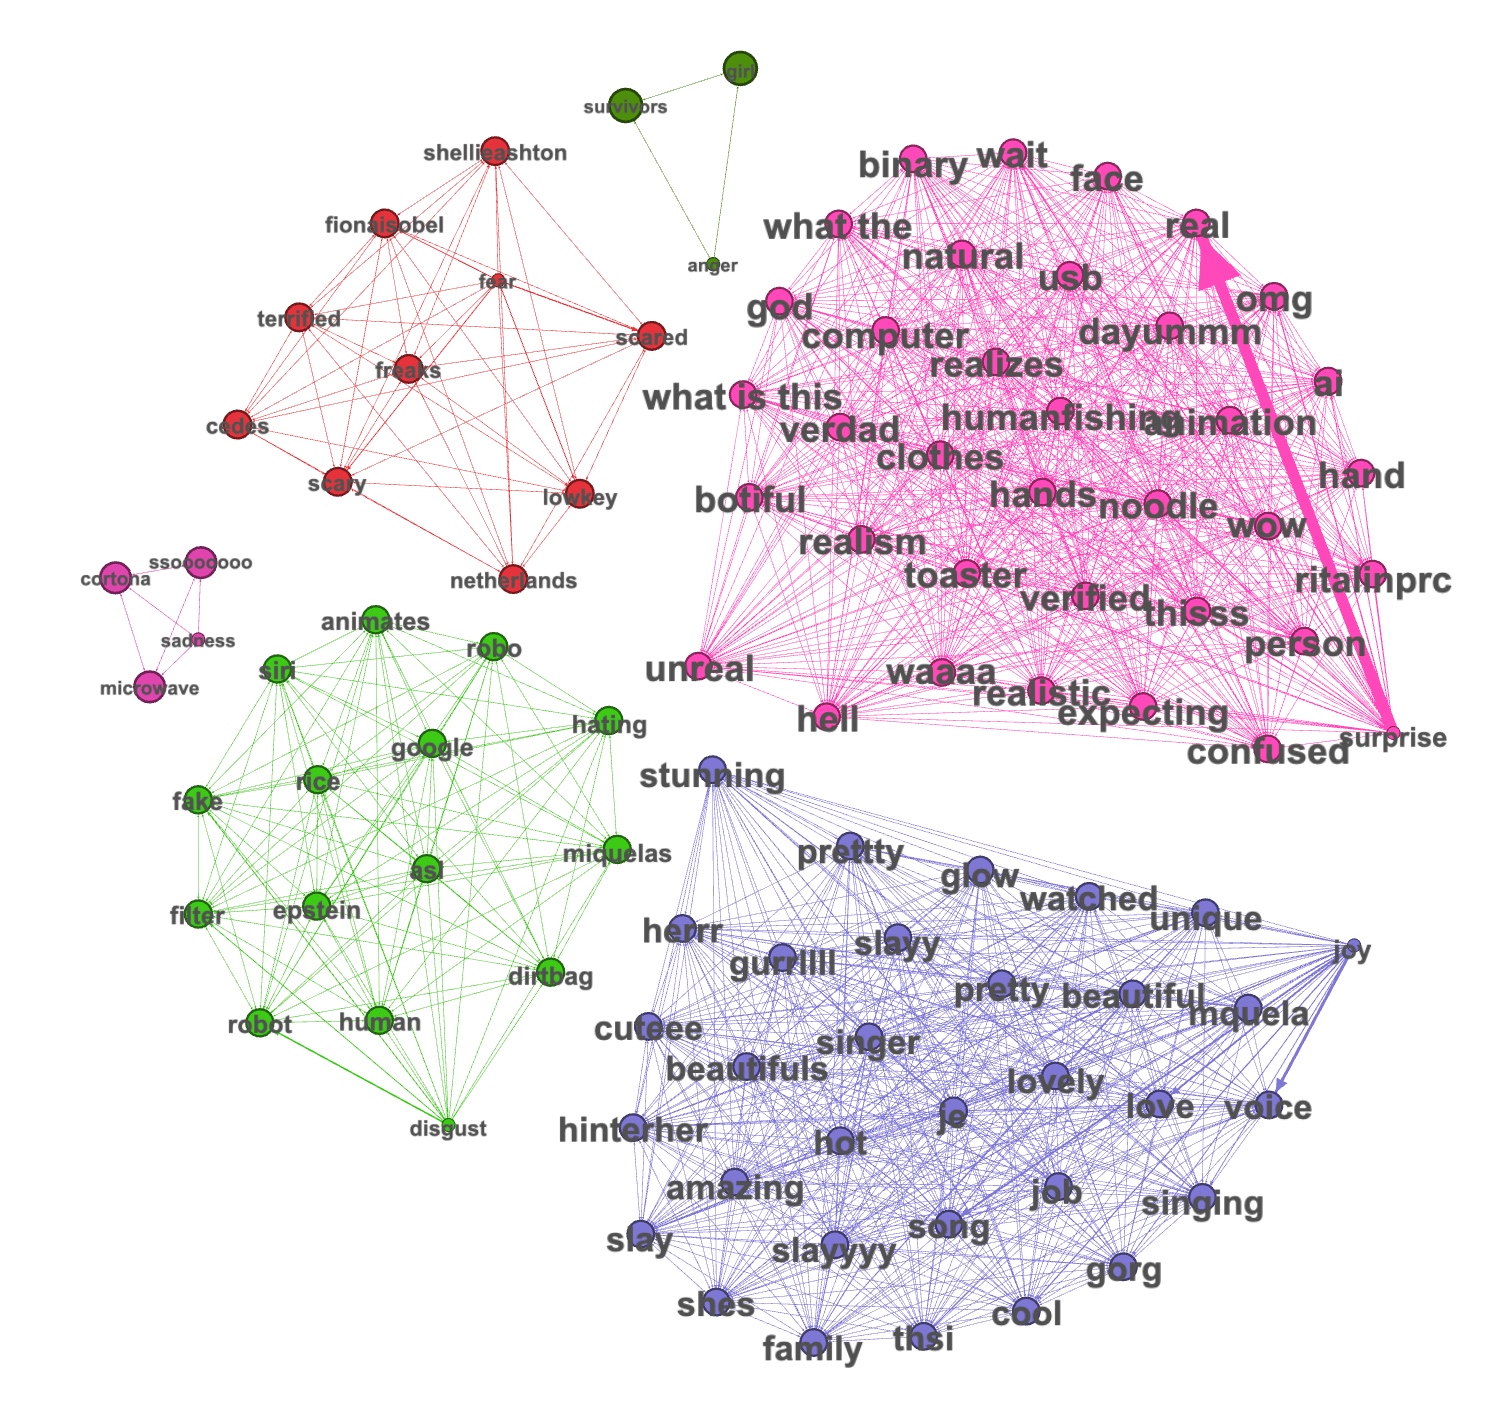 girl
survivors
anger
shellieashton
fionaisobel
fear
terrified
scared
freaks
cedes
scary
lowkey
netherlands
binary
wait
face
what the
real
natural
usb
god
omg
computer
dayummm
realizes
ai
what is this
humanfishing
animation
verdad
clothes
hand
botiful
hands
noodle
wow
realism
toaster
ritalinprc
verified
thisss
person
unreal
waaaa
realistic
hell
expecting
surprise
confused
ssooooooo
cortona
sadness
microwave
animates
robo
siri
hating
google
rice
fake
miquelas
asl
filter
epstein
dirtbag
robot
human
disgust
stunning
prettty
glow
watched
unique
herrr
slayy
joy
gurrllll
pretty
beautiful
mquela
cuteee
singer
beautifuls
lovely
love
voice
je
hinterher
hot
amazing
job
singing
song
slay
slayyyy
gorg
shes
cool
thsi
family